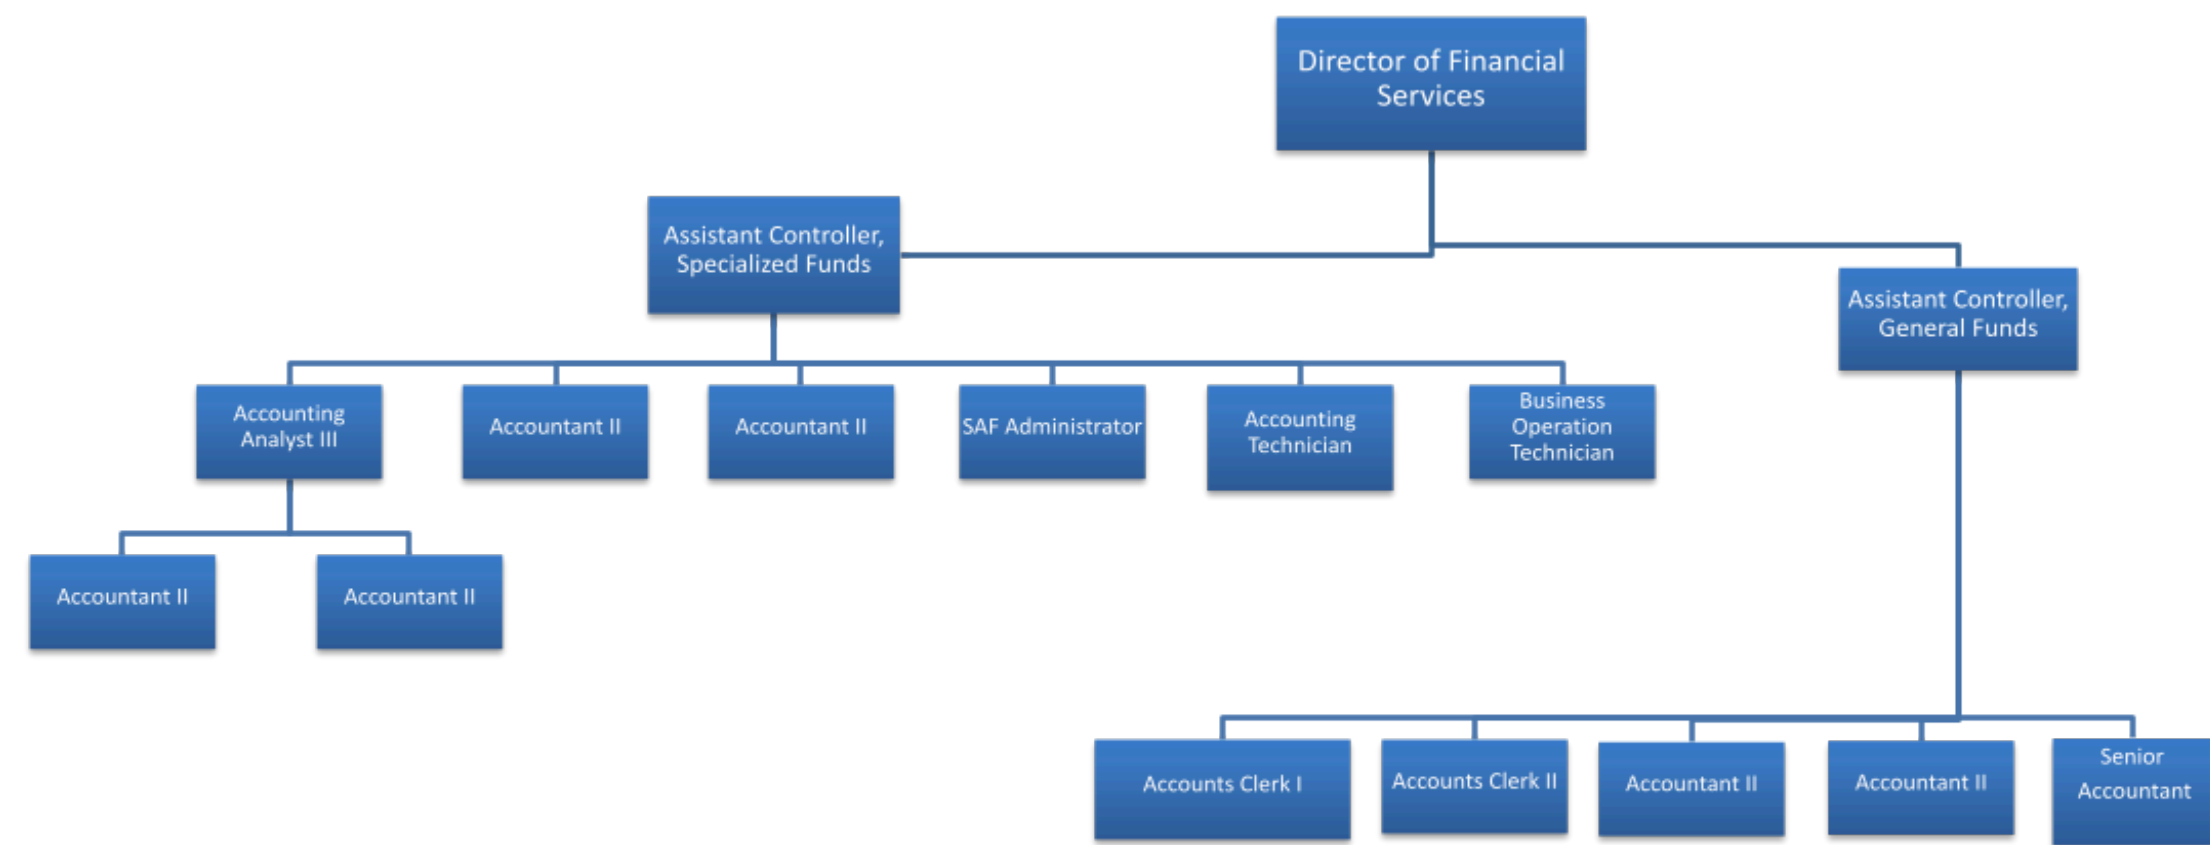 Director of Financial
Services
Assistant Controller,
Specialized Funds
Assistant Controller,
General Funds
Accounting
Analyst III
Accountant II
Accountant II
SAF Administrator
Accounting
Technician
Business
Operation
Technician
Accountant II
Accountant II
Accounts Clerk I
Accounts Clerk II
Accountant II
Accountant II
Senior
Accountant